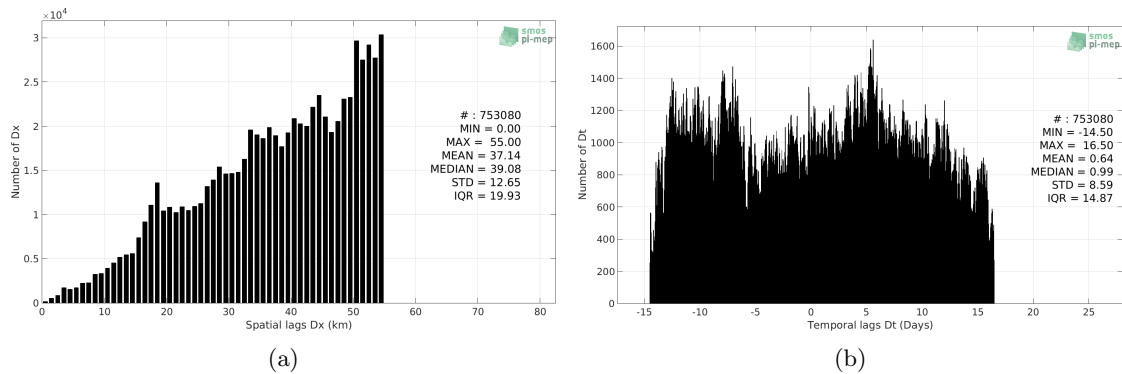 ×10⁴
3
2.5
2
1.5
1
0.5
0
Number of Dx
0 10 20 30 40 50 60 70 80
Spatial lags Dx (km)
smos
pi-mep
# : 753080
MIN = 0.00
MAX = 55.00
MEAN = 37.14
MEDIAN = 39.08
STD = 12.65
IQR = 19.93
(a)
1600
1400
1200
1000
800
600
400
200
0
Number of Dt
-15 -10 -5 0 5 10 15 20 25
Temporal lags Dt (Days)
smos
pi-mep
# : 753080
MIN = -14.50
MAX = 16.50
MEAN = 0.64
MEDIAN = 0.99
STD = 8.59
IQR = 14.87
(b)